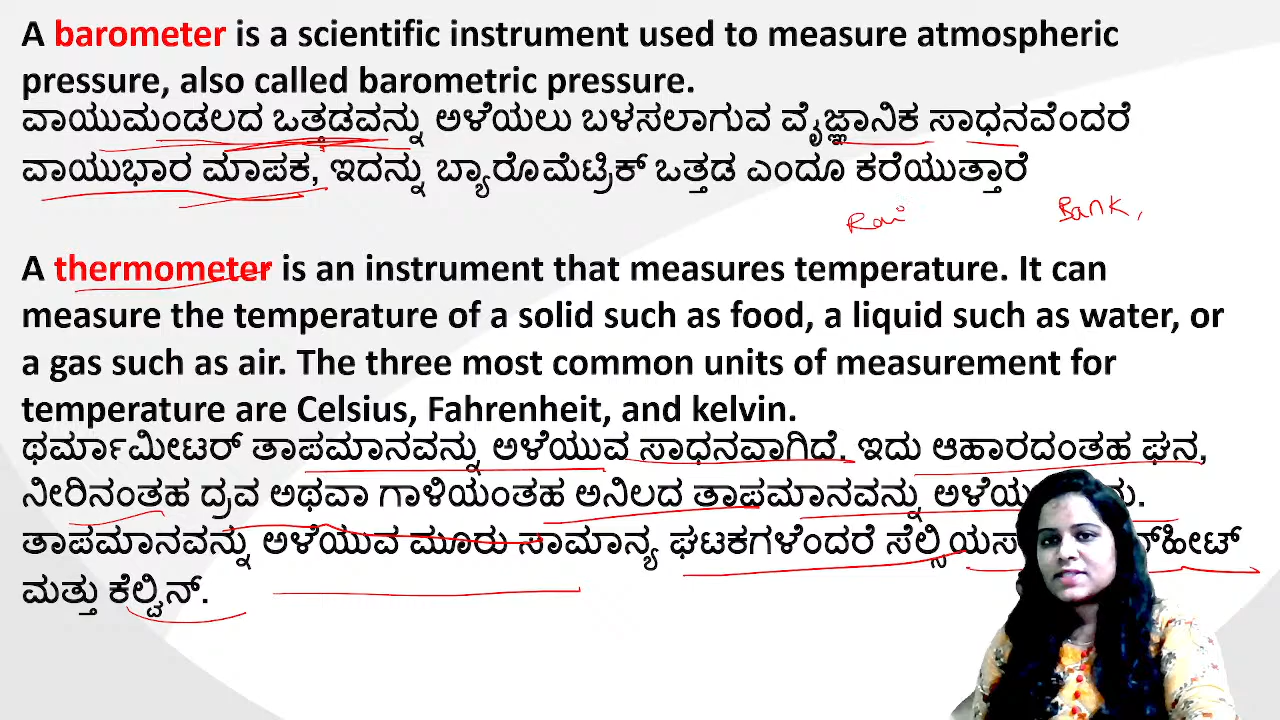 A barometer is a scientific instrument used to measure atmospheric
pressure, also called barometric pressure.
ವಾಯುಮಂಡಲದ ಒತ್ತಡವನ್ನು ಅಳೆಯಲು ಬಳಸಲಾಗುವ ವೈಜ್ಞಾನಿಕ ಸಾಧನವೆಂದರೆ
ವಾಯುಭಾರ ಮಾಪಕ, ಇದನ್ನು ಬ್ಯಾರೊಮೆಟ್ರಿಕ್ ಒತ್ತಡ ಎಂದೂ ಕರೆಯುತ್ತಾರೆ
Bank,
A thermometer is an instrument that measures temperature. It can
measure the temperature of a solid such as food, a liquid such as water, or
a gas such as air. The three most common units of measurement for
temperature are Celsius, Fahrenheit, and kelvin.
ಥರ್ಮಾಮೀಟರ್ ತಾಪಮಾನವನ್ನು ಅಳೆಯುವ ಸಾಧನವಾಗಿದೆ. ಇದು ಆಹಾರದಂತಹ ಘನ,
ನೀರಿನಂತಹ ದ್ರವ ಅಥವಾ ಗಾಳಿಯಂತಹ ಅನಿಲದ ತಾಪಮಾನವನ್ನು
ತಾಪಮಾನವನ್ನು ಅಳೆಯುವ ಮೂರು ಸಾಮಾನ್ಯ ಘಟಕಗಳೆಂದರೆ
ಮತ್ತು ಕೆಲ್ವಿನ್.